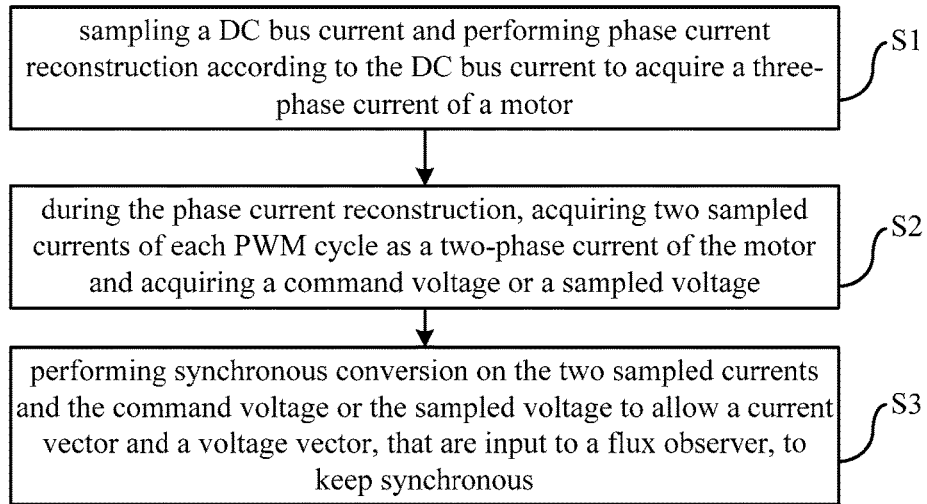 sampling a DC bus current and performing phase current
reconstruction according to the DC bus current to acquire a three-
phase current of a motor
S1
during the phase current reconstruction, acquiring two sampled
currents of each PWM cycle as a two-phase current of the motor
and acquiring a command voltage or a sampled voltage
S2
performing synchronous conversion on the two sampled currents
and the command voltage or the sampled voltage to allow a current
vector and a voltage vector, that are input to a flux observer, to
keep synchronous
S3